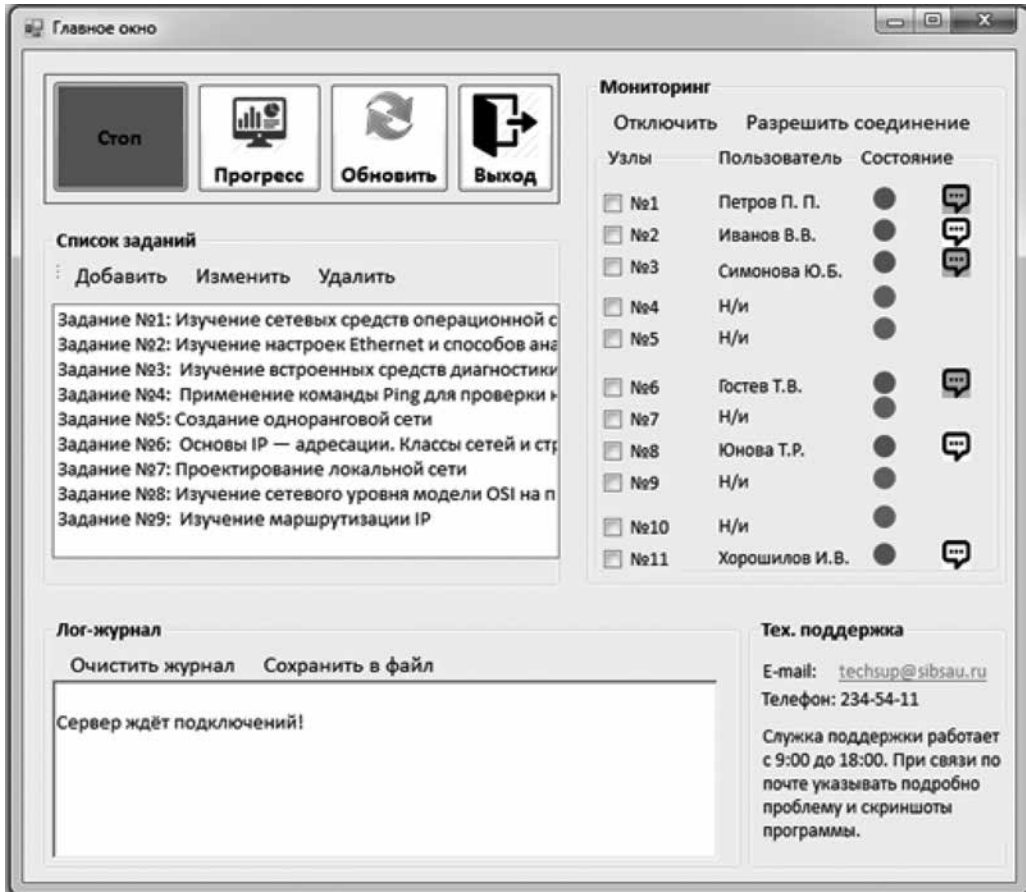 Главное окно
Стоп
Прогресс
Обновить
Выход
Список заданий
Добавить Изменить Удалить
Задание №1: Изучение сетевых средств операционной с
Задание №2: Изучение настроек Ethernet и способов ана
Задание №3: Изучение встроенных средств диагностики
Задание №4: Применение команды Ping для проверки н
Задание №5: Создание одноранговой сети
Задание №6: Основы IP — адресации. Классы сетей и стр
Задание №7: Проектирование локальной сети
Задание №8: Изучение сетевого уровня модели OSI на п
Задание №9: Изучение маршрутизации IP
Мониторинг
Отключить Разрешить соединение
Узлы Пользователь Состояние
№1 Петров П. П.
№2 Иванов В.В.
№3 Симонова Ю.Б.
№4 Н/и
№5 Н/и
№6 Гостев Т.В.
№7 Н/и
№8 Юнова Т.Р.
№9 Н/и
№10 Н/и
№11 Хорошилов И.В.
Лог-журнал
Очистить журнал Сохранить в файл
Сервер ждёт подключений!
Тех. поддержка
E-mail: techsup@sibsau.ru
Телефон: 234-54-11
Служка поддержки работает
с 9:00 до 18:00. При связи по
почте указывать подробно
проблему и скриншоты
программы.